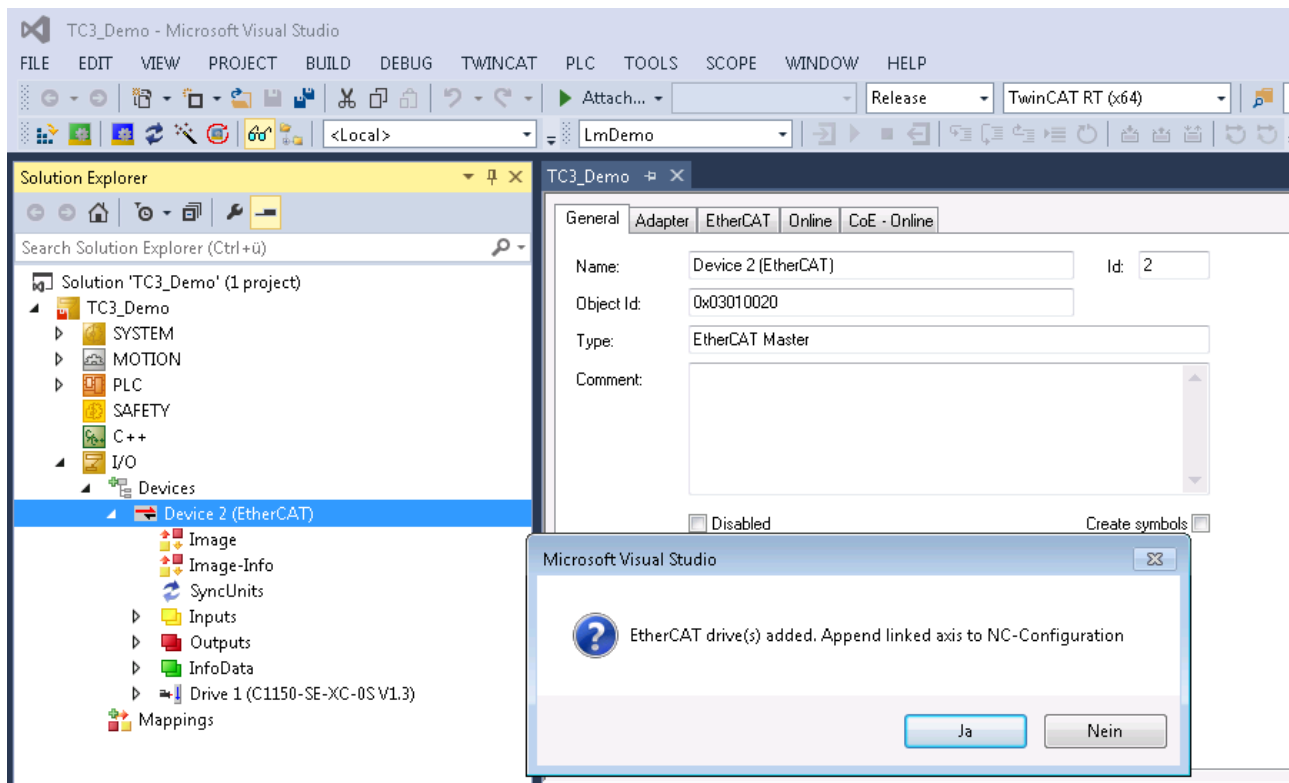 TC3_Demo - Microsoft Visual Studio
FILE EDIT VIEW PROJECT BUILD DEBUG TWINCAT PLC TOOLS SCOPE WINDOW HELP
Attach... Release TwinCAT RT (x64)
<Local> LmDemo
Solution Explorer
Search Solution Explorer (Ctrl+ü)
Solution 'TC3_Demo' (1 project)
TC3_Demo
SYSTEM
MOTION
PLC
SAFETY
C++
I/O
Devices
Device 2 (EtherCAT)
Image
Image-Info
SyncUnits
Inputs
Outputs
InfoData
Drive 1 (C1150-SE-XC-0S V1.3)
Mappings
TC3_Demo
General Adapter EtherCAT Online CoE - Online
Name: Device 2 (EtherCAT) Id: 2
Object Id: 0x03010020
Type: EtherCAT Master
Comment:
Disabled Create symbols
Microsoft Visual Studio
EtherCAT drive(s) added. Append linked axis to NC-Configuration
Ja Nein